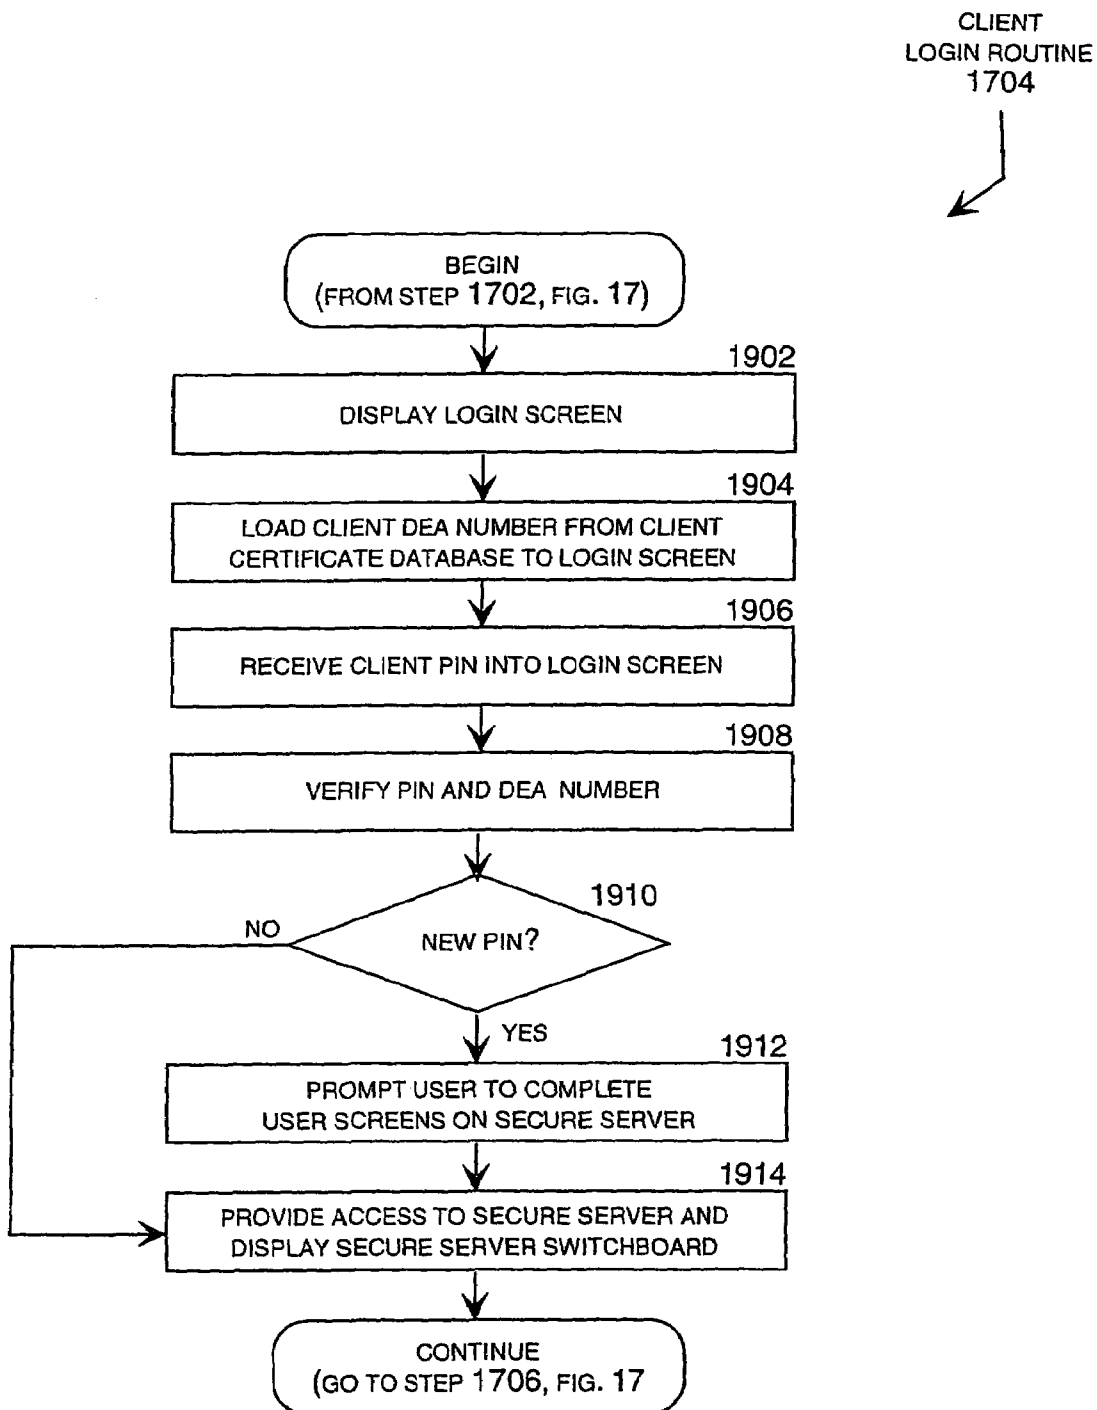 CLIENT
LOGIN ROUTINE
1704
BEGIN
(FROM STEP 1702, FIG. 17)
1902
DISPLAY LOGIN SCREEN
1904
LOAD CLIENT DEA NUMBER FROM CLIENT
CERTIFICATE DATABASE TO LOGIN SCREEN
1906
RECEIVE CLIENT PIN INTO LOGIN SCREEN
1908
VERIFY PIN AND DEA NUMBER
1910
NO
NEW PIN?
YES
1912
PROMPT USER TO COMPLETE
USER SCREENS ON SECURE SERVER
1914
PROVIDE ACCESS TO SECURE SERVER AND
DISPLAY SECURE SERVER SWITCHBOARD
CONTINUE
(GO TO STEP 1706, FIG. 17